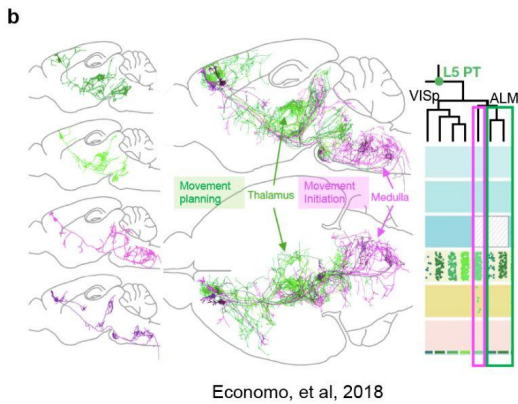 b
L5 PT
VISp
ALM
Movement planning
Thalamus
Movement Initiation
Medulla
Economo, et al, 2018